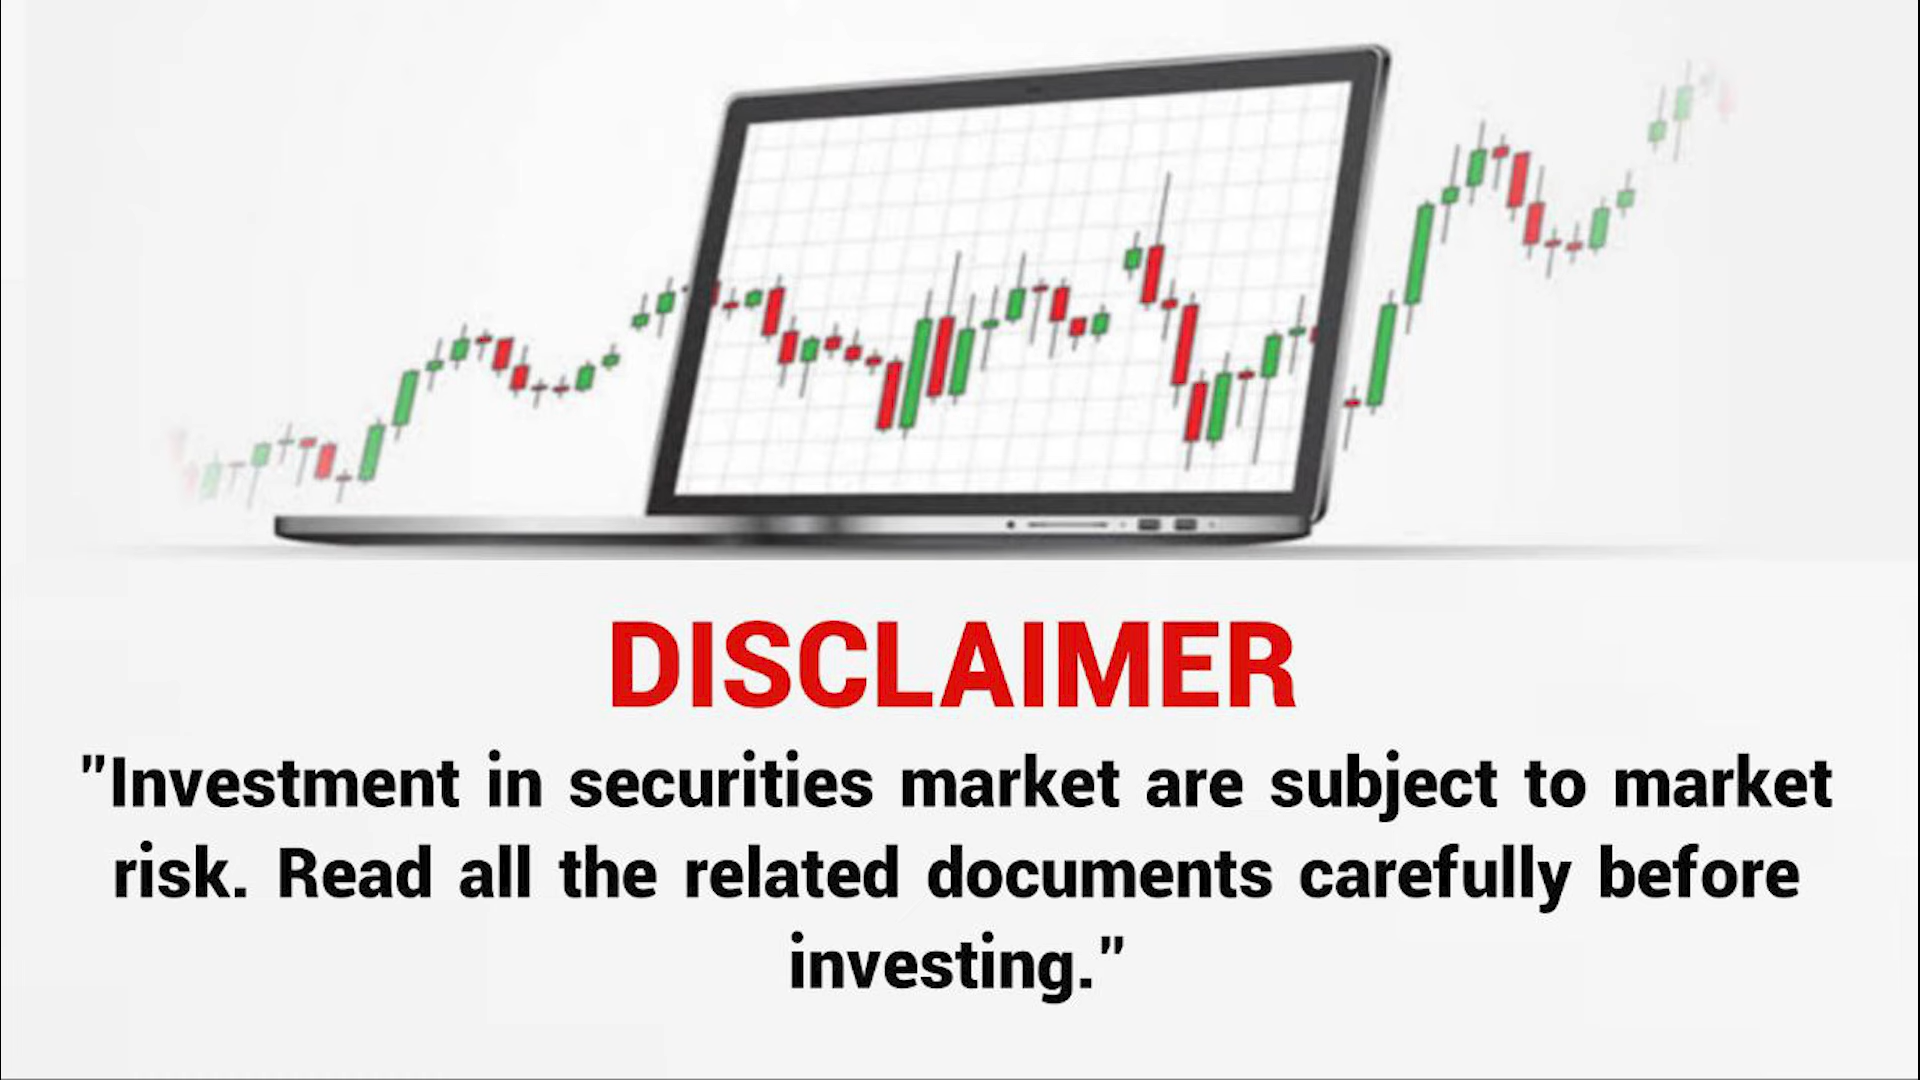 DISCLAIMER
"Investment in securities market are subject to market
risk. Read all the related documents carefully before
investing."